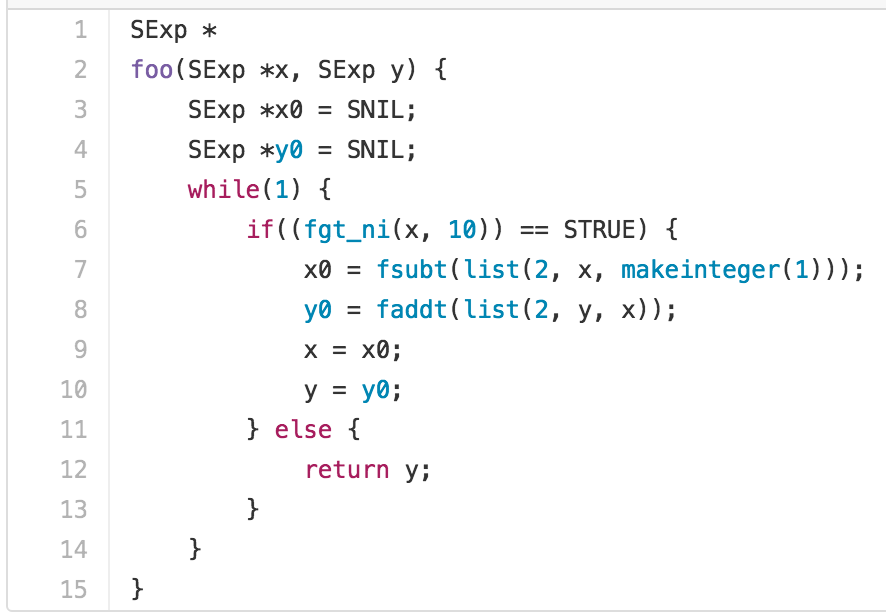 1 SExp *
2 foo(SExp *x, SExp y) {
3     SExp *x0 = SNIL;
4     SExp *y0 = SNIL;
5     while(1) {
6         if((fgt_ni(x, 10)) == STRUE) {
7             x0 = fsubt(list(2, x, makeinteger(1)));
8             y0 = faddt(list(2, y, x));
9             x = x0;
10             y = y0;
11         } else {
12             return y;
13         }
14     }
15 }